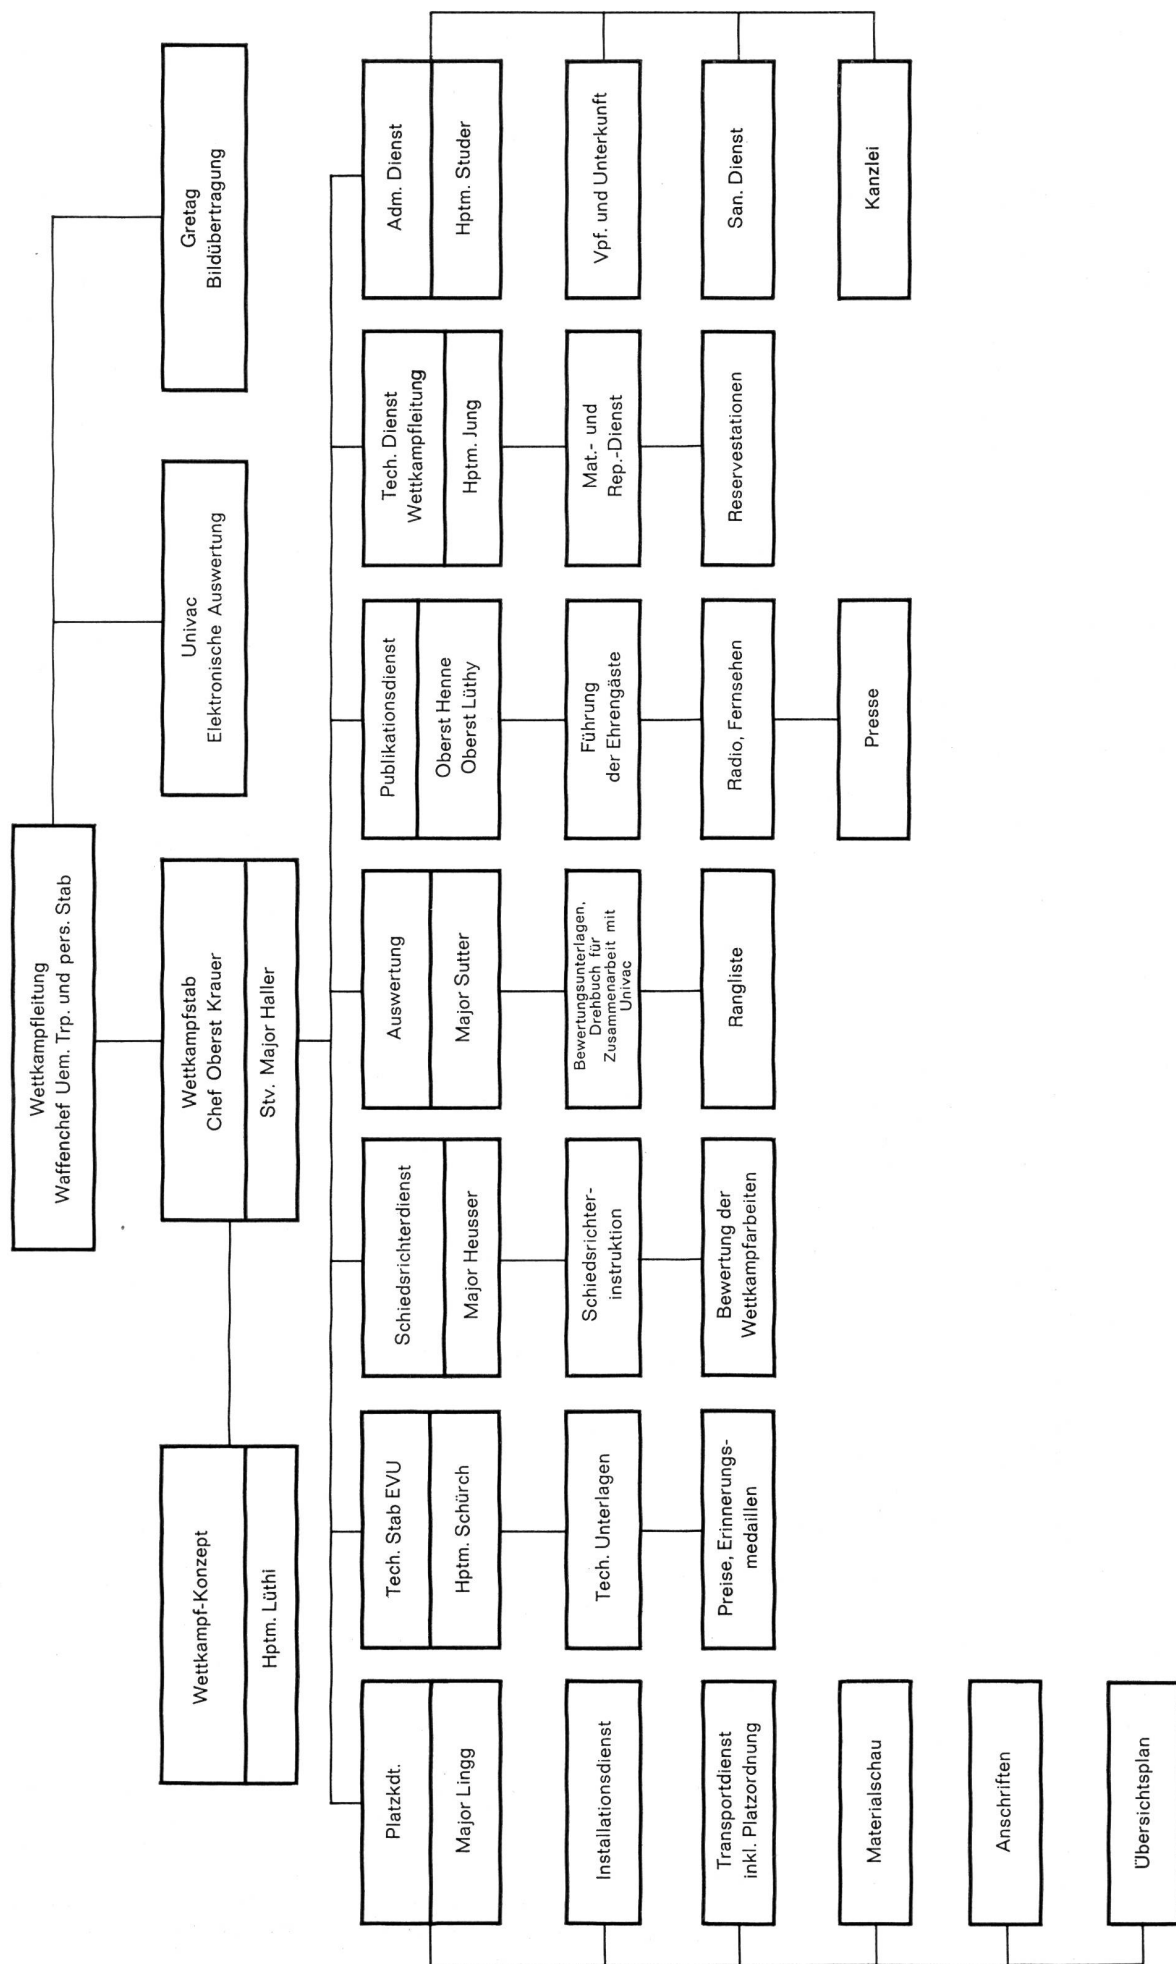 Wettkampfleitung
Waffenchef Uem. Trp. und pers. Stab
Wettkampf-Konzept
Hptm. Lüthi
Wettkampfstab
Chef Oberst Krauer
Stv. Major Haller
Univac
Elektronische Auswertung
Gretag
Bildübertragung
Platzkdt.
Major Lingg
Installationsdienst
Transportdienst
inkl. Platzordnung
Materialschau
Anschriften
Übersichtsplan
Tech. Stab EVU
Hptm. Schürch
Tech. Unterlagen
Preise, Erinnerungs-
medaillen
Schiedsrichterdienst
Major Heusser
Schiedsrichter-
instruktion
Bewertung der
Wettkampfarbeiten
Auswertung
Major Sutter
Bewertungsunterlagen,
Drehbuch für
Zusammenarbeit mit
Univac
Rangliste
Publikationsdienst
Oberst Henne
Oberst Lüthy
Führung
der Ehrengäste
Radio, Fernsehen
Presse
Tech. Dienst
Wettkampfleitung
Hptm. Jung
Mat.- und
Rep.-Dienst
Reservestationen
Adm. Dienst
Hptm. Studer
Vpf. und Unterkunft
San. Dienst
Kanzlei